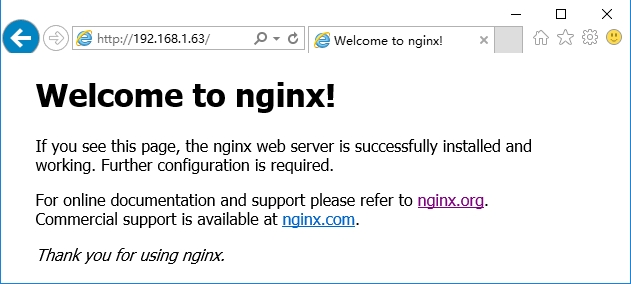 http://192.168.1.63/
Welcome to nginx!
Welcome to nginx!
If you see this page, the nginx web server is successfully installed and
working. Further configuration is required.
For online documentation and support please refer to nginx.org.
Commercial support is available at nginx.com.
Thank you for using nginx.